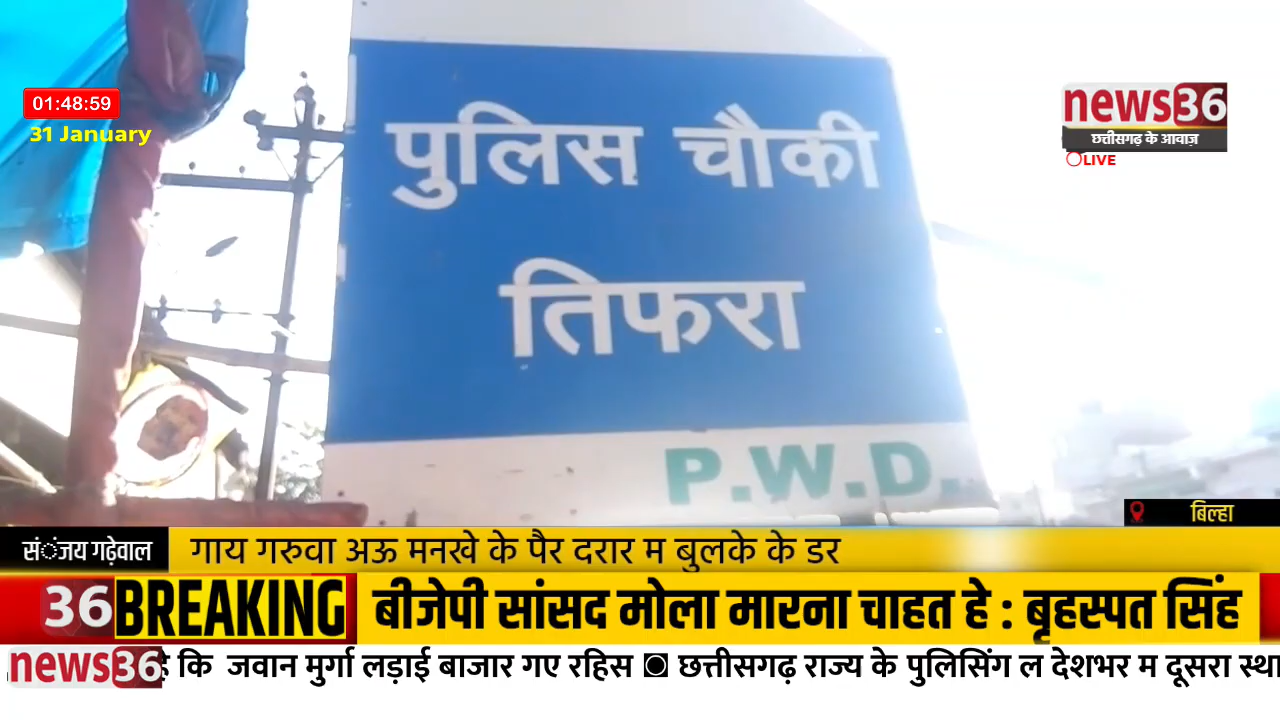 01:48:59
31 January
news36
छत्तीसगढ़ के आवाज़
LIVE
पुलिस चौकी
तिफरा
P.W.D.
बिल्हा
संंजय गढ़ेवाल
गाय गरुवा अऊ मनखे के पैर दरार म बुलके के डर
36 BREAKING
बीजेपी सांसद मोला मारना चाहत हे : बृहस्पत सिंह
news36
है कि जवान मुर्गा लड़ाई बाजार गए रहिस ◙ छत्तीसगढ़ राज्य के पुलिसिंग ल देशभर म दूसरा स्था